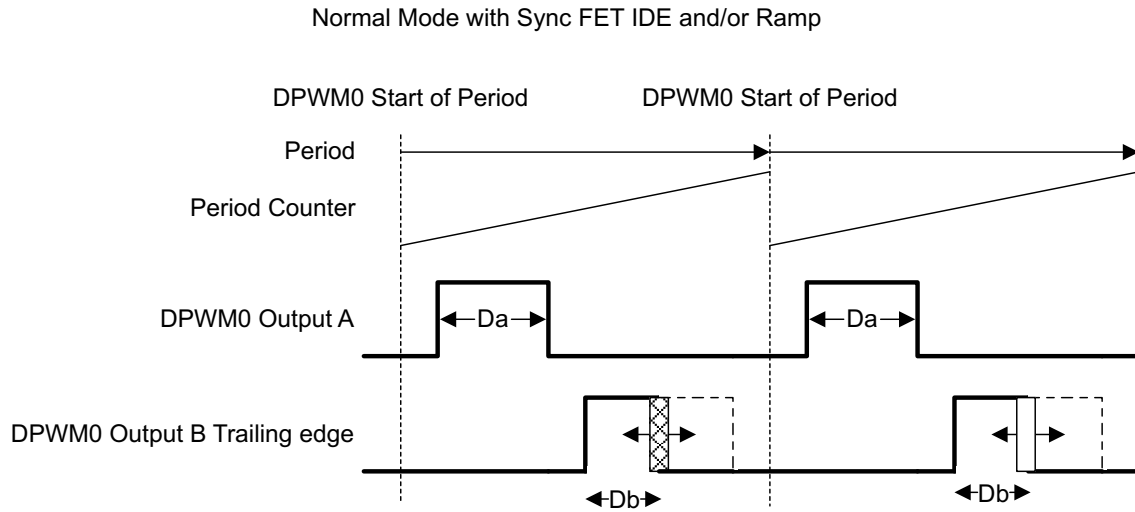 Normal Mode with Sync FET IDE and/or Ramp
DPWM0 Start of Period
DPWM0 Start of Period
Period
Period Counter
DPWM0 Output A
Da
Da
DPWM0 Output B Trailing edge
Db
Db